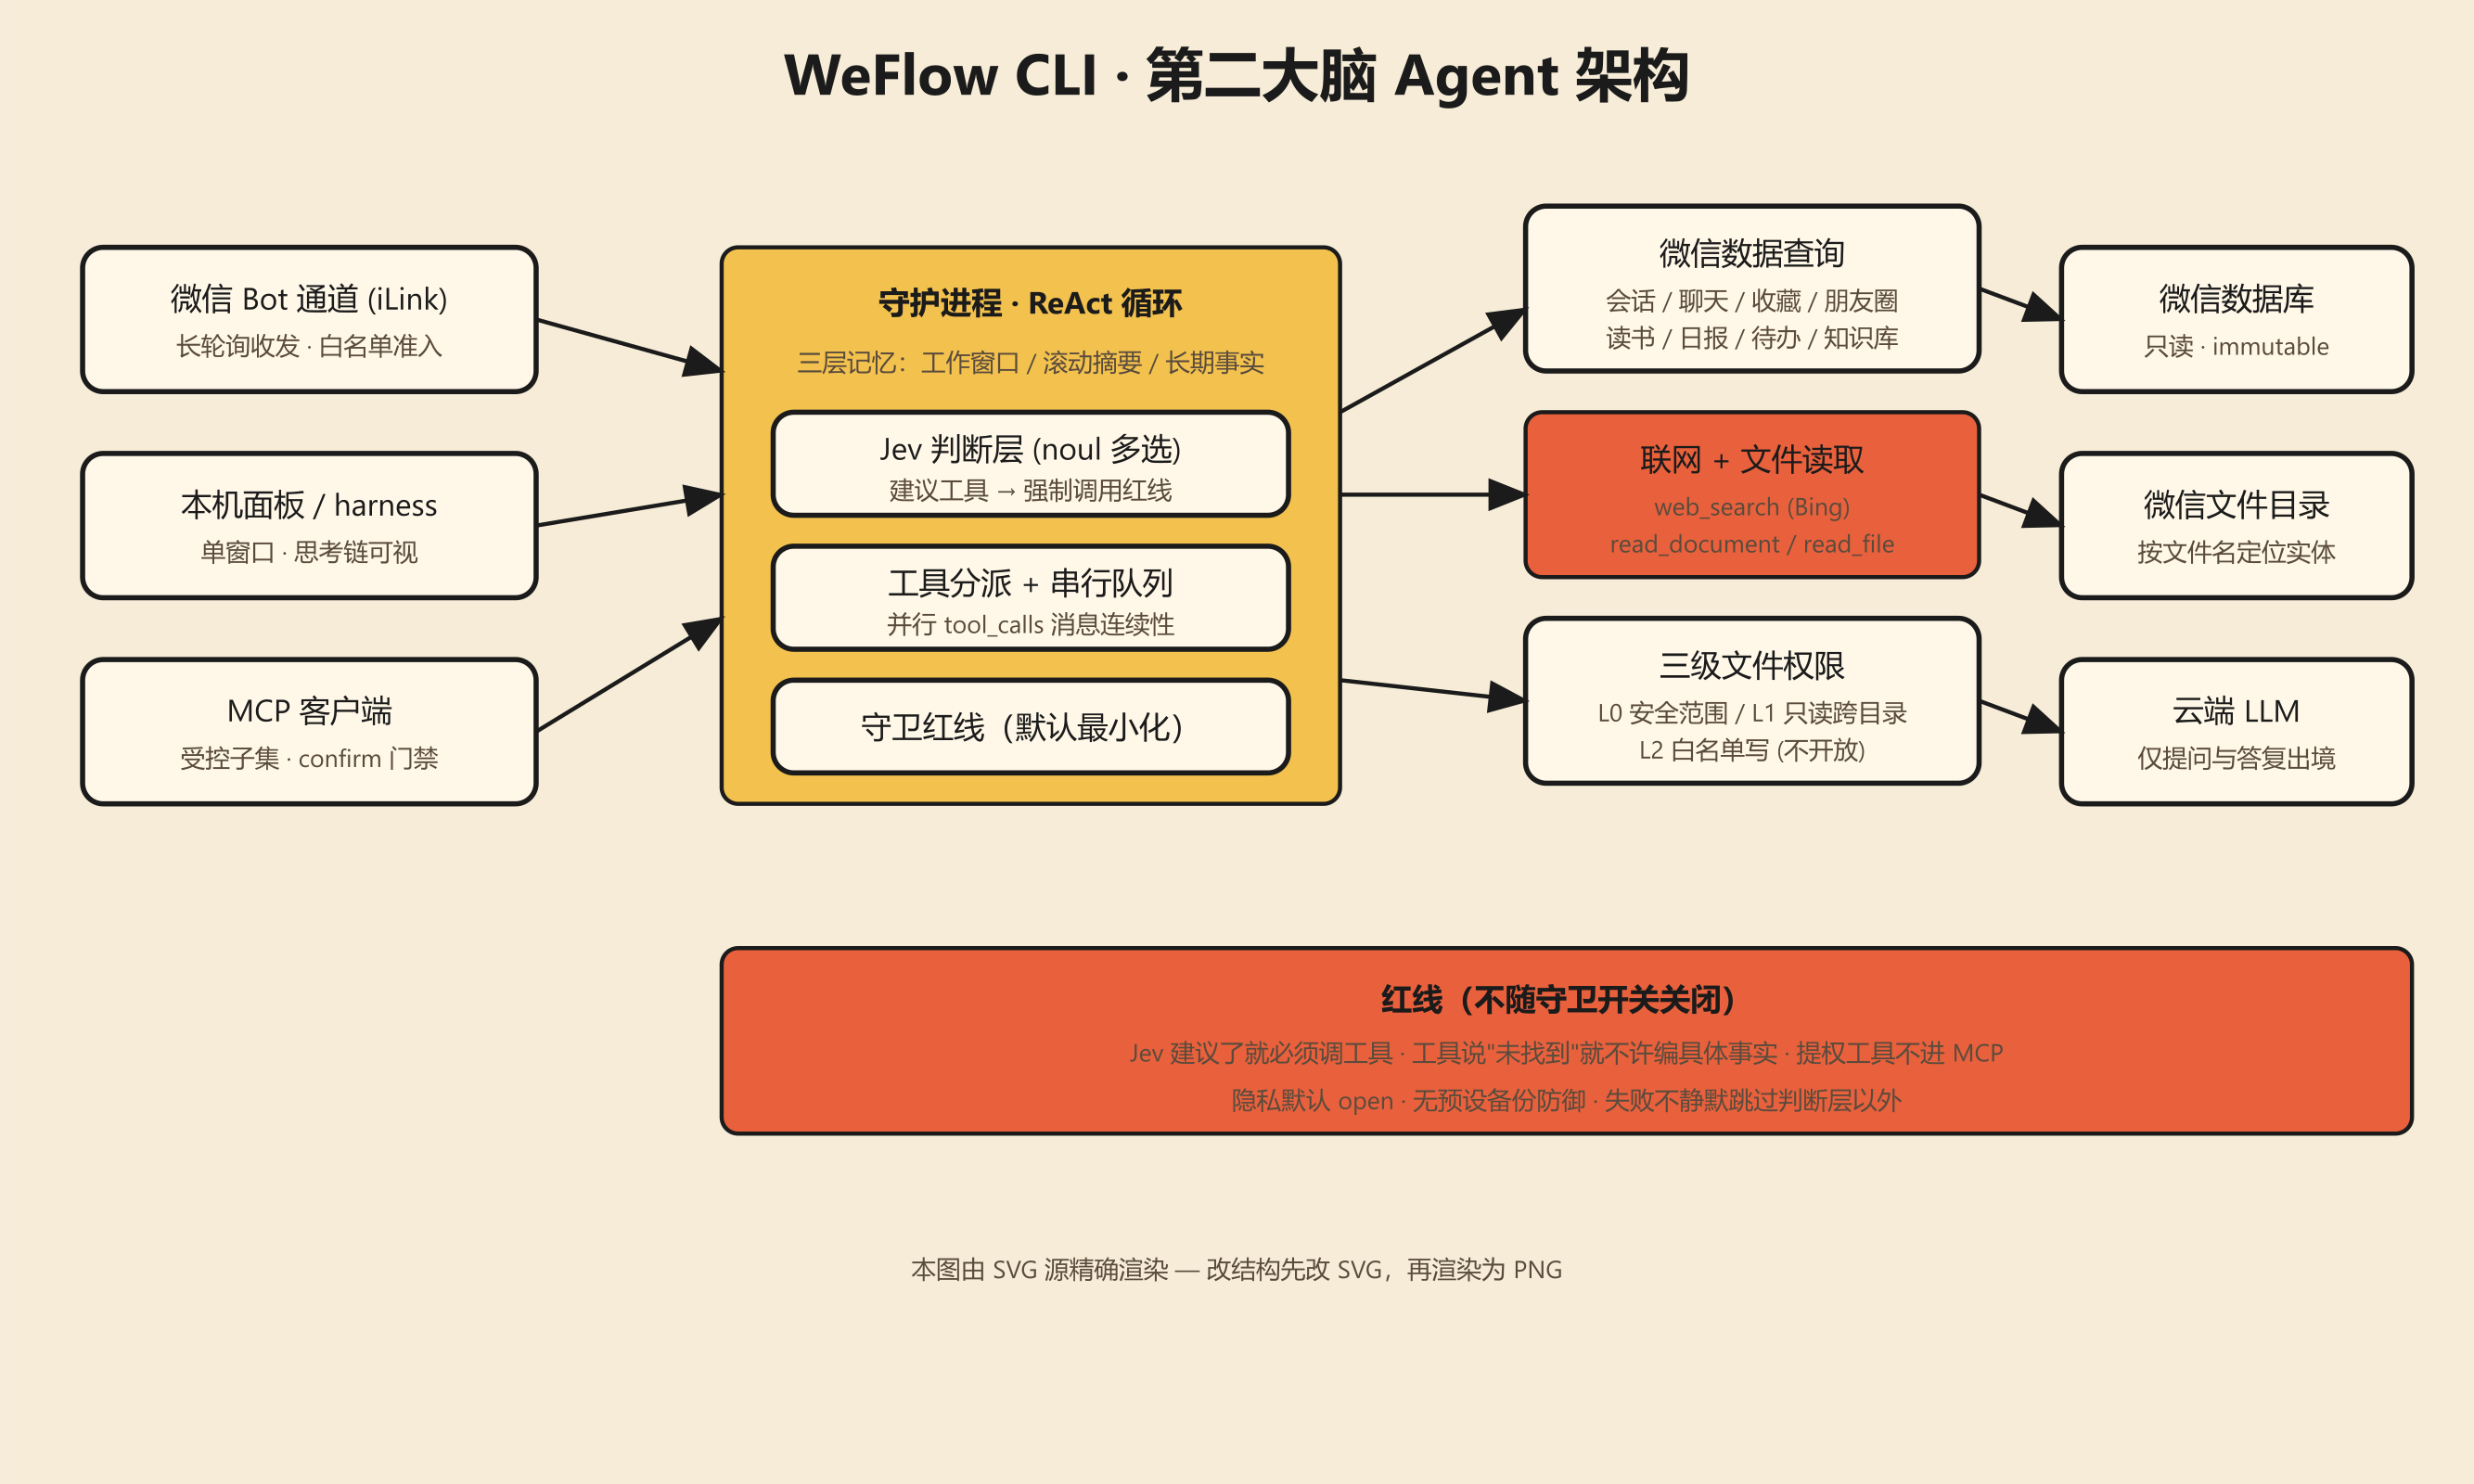 WeFlow CLI · 第二大脑 Agent 架构
微信 Bot 通道 (iLink)
长轮询收发 · 白名单准入
本机面板 / harness
单窗口 · 思考链可视
MCP 客户端
受控子集 · confirm 门禁
守护进程 · ReAct 循环
三层记忆：工作窗口 / 滚动摘要 / 长期事实
Jev 判断层 (noul 多选)
建议工具 → 强制调用红线
工具分派 + 串行队列
并行 tool_calls 消息连续性
守卫红线（默认最小化）
微信数据查询
会话 / 聊天 / 收藏 / 朋友圈
读书 / 日报 / 待办 / 知识库
联网 + 文件读取
web_search (Bing)
read_document / read_file
三级文件权限
L0 安全范围 / L1 只读跨目录
L2 白名单写 (不开放)
微信数据库
只读 · immutable
微信文件目录
按文件名定位实体
云端 LLM
仅提问与答复出境
红线（不随守卫开关关闭）
Jev 建议了就必须调工具 · 工具说"未找到"就不许编具体事实 · 提权工具不进 MCP
隐私默认 open · 无预设备份防御 · 失败不静默跳过判断层以外
本图由 SVG 源精确渲染 — 改结构先改 SVG，再渲染为 PNG